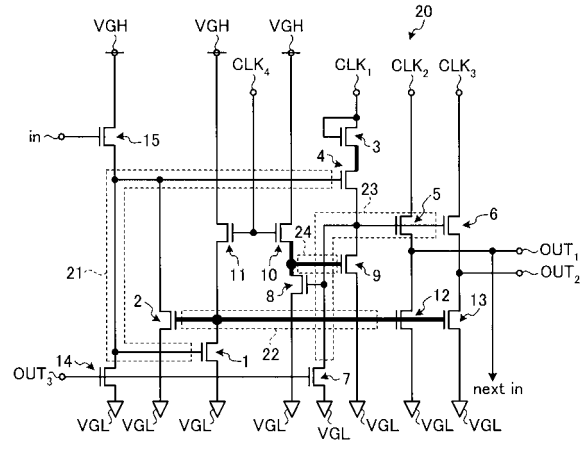 20
VGH VGH VGH
CLK4 CLK1 CLK2 CLK3
in 15 3
4
23
5 6
24
21 11 10 9
OUT1
OUT2
8
2 12 13
22
14 1
OUT3 7 next in
VGL VGL VGL VGL VGL VGL VGL VGL